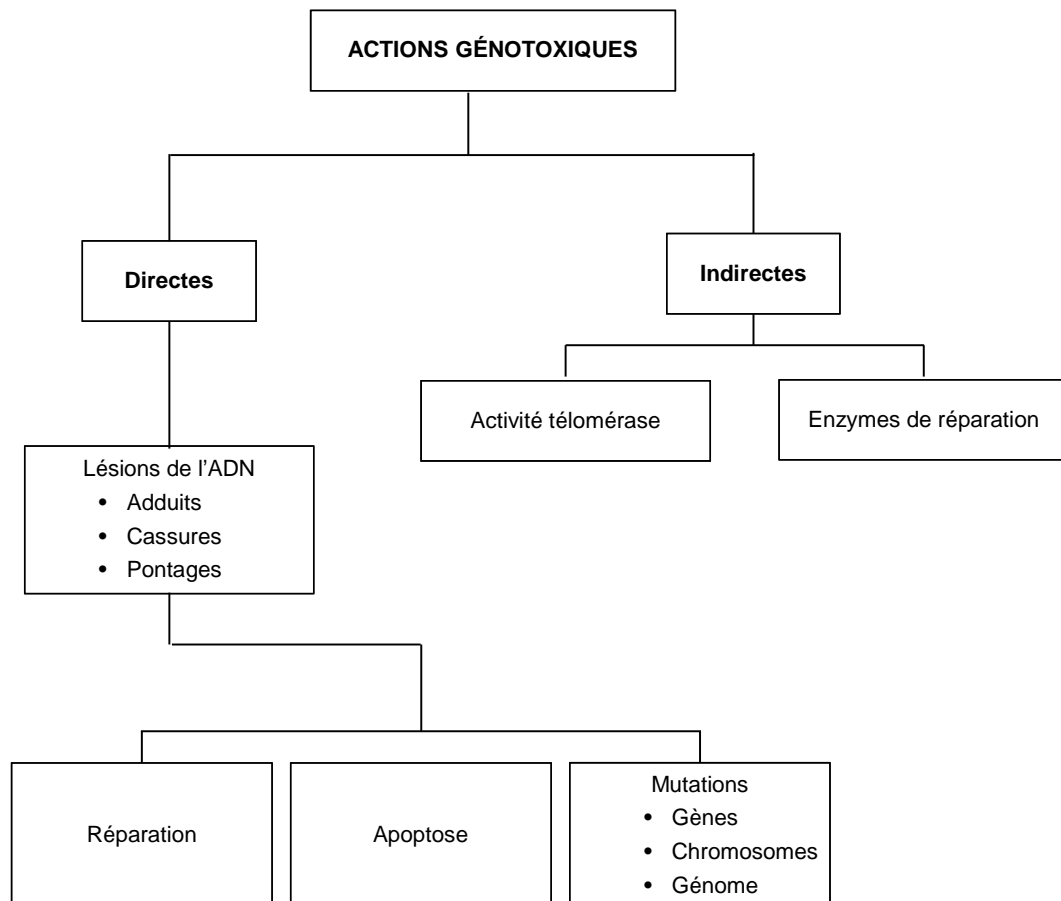 ACTIONS GÉNOTOXIQUES
Directes
Indirectes
Activité télomérase
Enzymes de réparation
Lésions de l’ADN
• Adduits
• Cassures
• Pontages
Réparation
Apoptose
Mutations
• Gènes
• Chromosomes
• Génome